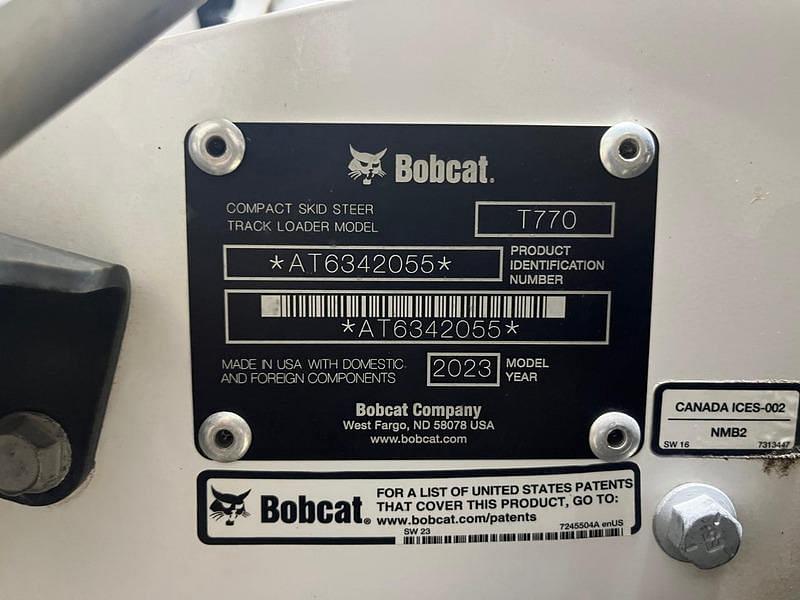 Bobcat.
COMPACT SKID STEER
TRACK LOADER MODEL
T770
*AT6342055*
PRODUCT
IDENTIFICATION
NUMBER
*AT6342055*
MADE IN USA WITH DOMESTIC
AND FOREIGN COMPONENTS
2023
MODEL
YEAR
Bobcat Company
West Fargo, ND 58078 USA
www.bobcat.com
CANADA ICES-002
NMB2
SW 16
7313447
Bobcat.
FOR A LIST OF UNITED STATES PATENTS
THAT COVER THIS PRODUCT, GO TO:
www.bobcat.com/patents
SW 23
7245504A enUS